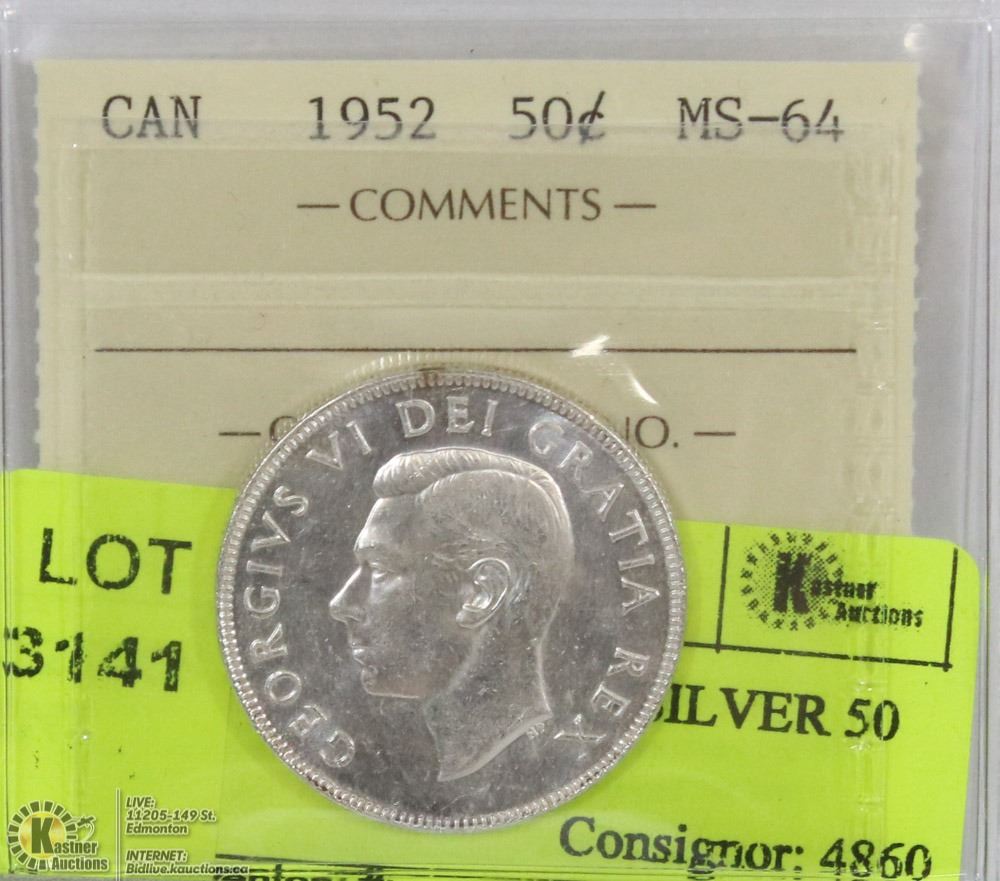 CAN 1952 50¢ MS-64
— COMMENTS —
NO. —
GEORGIVS VI DEI GRATIA REX
LOT
3141
Kastner
Auctions
SILVER 50
Consignor: 4860
Kastner
Auctions
LIVE:
11205-149 St.
Edmonton
INTERNET:
Bidlive.kauctions.ca